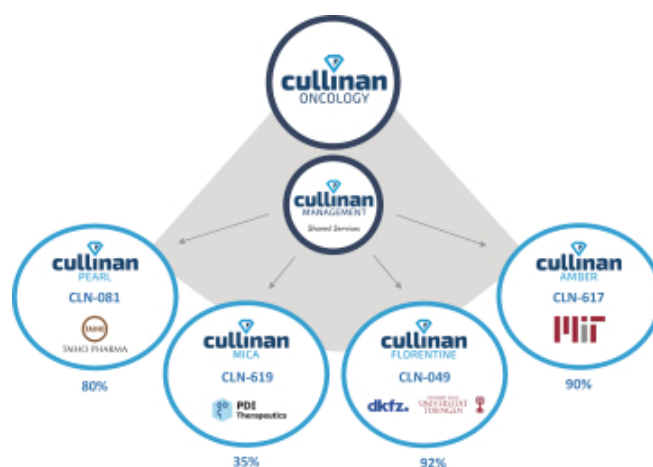 cullinan
ONCOLOGY
cullinan
MANAGEMENT
Shared Services
cullinan
PEARL
CLN-081
TAIHO
TAIHO PHARMA
80%
cullinan
MICA
CLN-619
PDI
Therapeutics
35%
cullinan
FLORENTINE
CLN-049
dkfz.
UNIVERSITAT
TUBINGEN
92%
cullinan
AMBER
CLN-617
MIT
90%